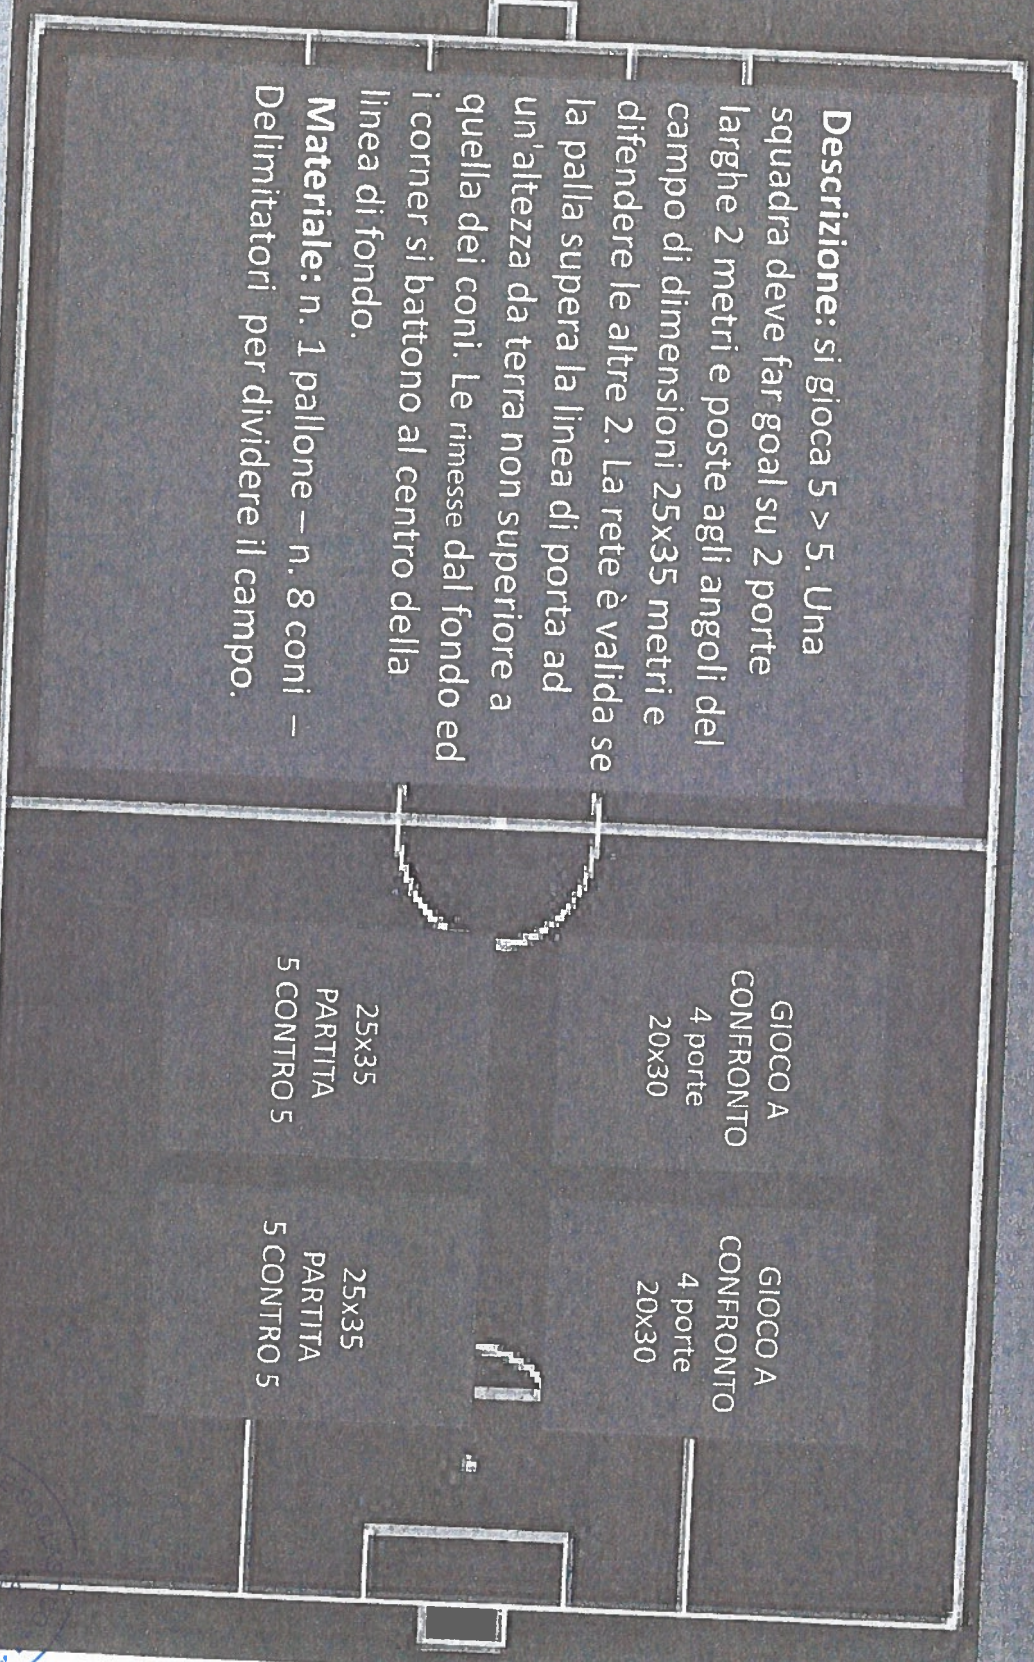 Descrizione: si gioca 5 > 5. Una
squadra deve far goal su 2 porte
larghe 2 metri e poste agli angoli del
campo di dimensioni 25x35 metri e
difendere le altre 2. La rete è valida se
la palla supera la linea di porta ad
un'altezza da terra non superiore a
quella dei coni. Le rimesse dal fondo ed
i corner si battono al centro della
linea di fondo.
Materiale: n. 1 pallone – n. 8 coni –
Delimitatori per dividere il campo.
GIOCO A
CONFRONTO
4 porte
20x30
GIOCO A
CONFRONTO
4 porte
20x30
25x35
PARTITA
5 CONTRO 5
25x35
PARTITA
5 CONTRO 5